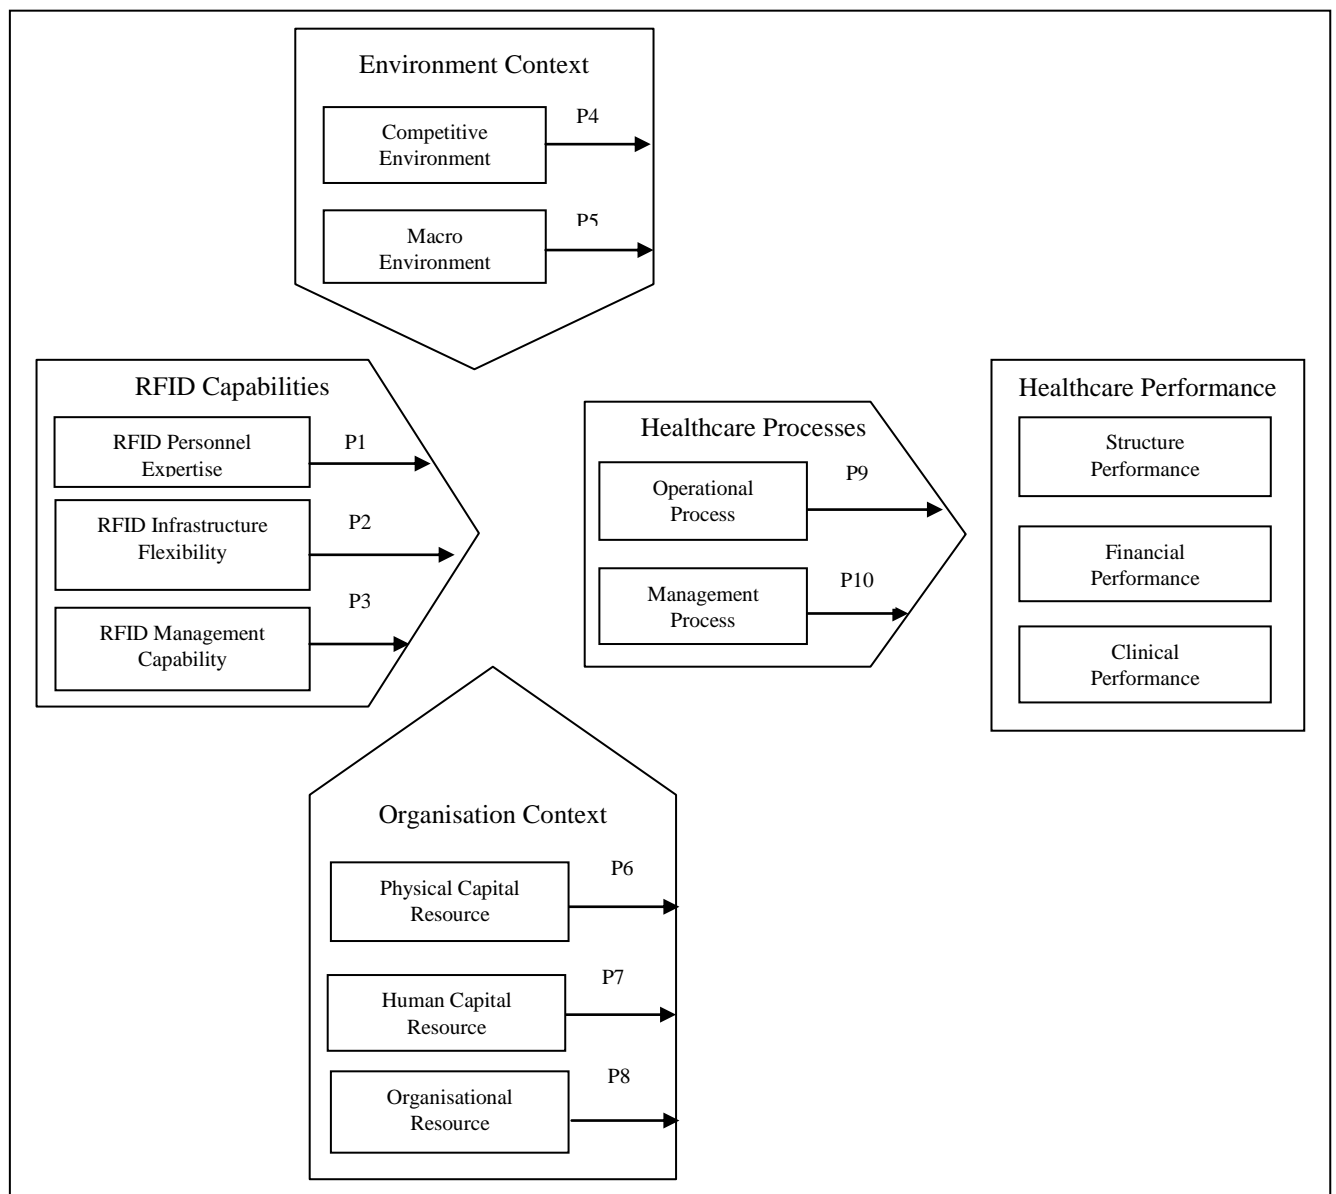 Environment Context
P4
Competitive
Environment
P5
Macro
Environment
RFID Capabilities
RFID Personnel
Expertise
P1
RFID Infrastructure
Flexibility
P2
RFID Management
Capability
P3
Healthcare Processes
Operational
Process
P9
Management
Process
P10
Healthcare Performance
Structure
Performance
Financial
Performance
Clinical
Performance
Organisation Context
Physical Capital
Resource
P6
Human Capital
Resource
P7
Organisational
Resource
P8